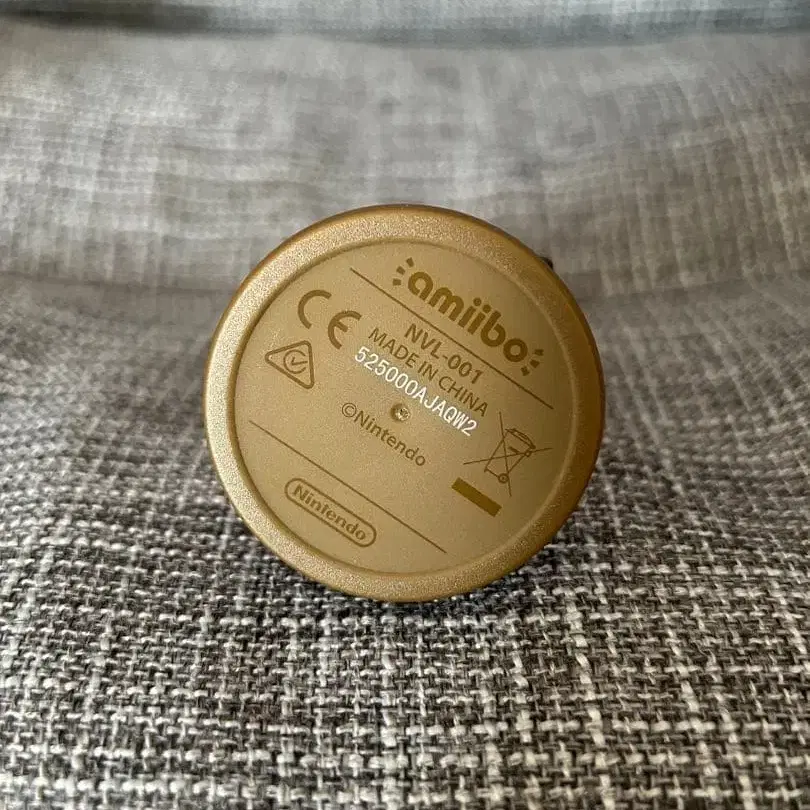 amiibo
CE
NVL-001
MADE IN CHINA
525000AJAQW2
©Nintendo
Nintendo